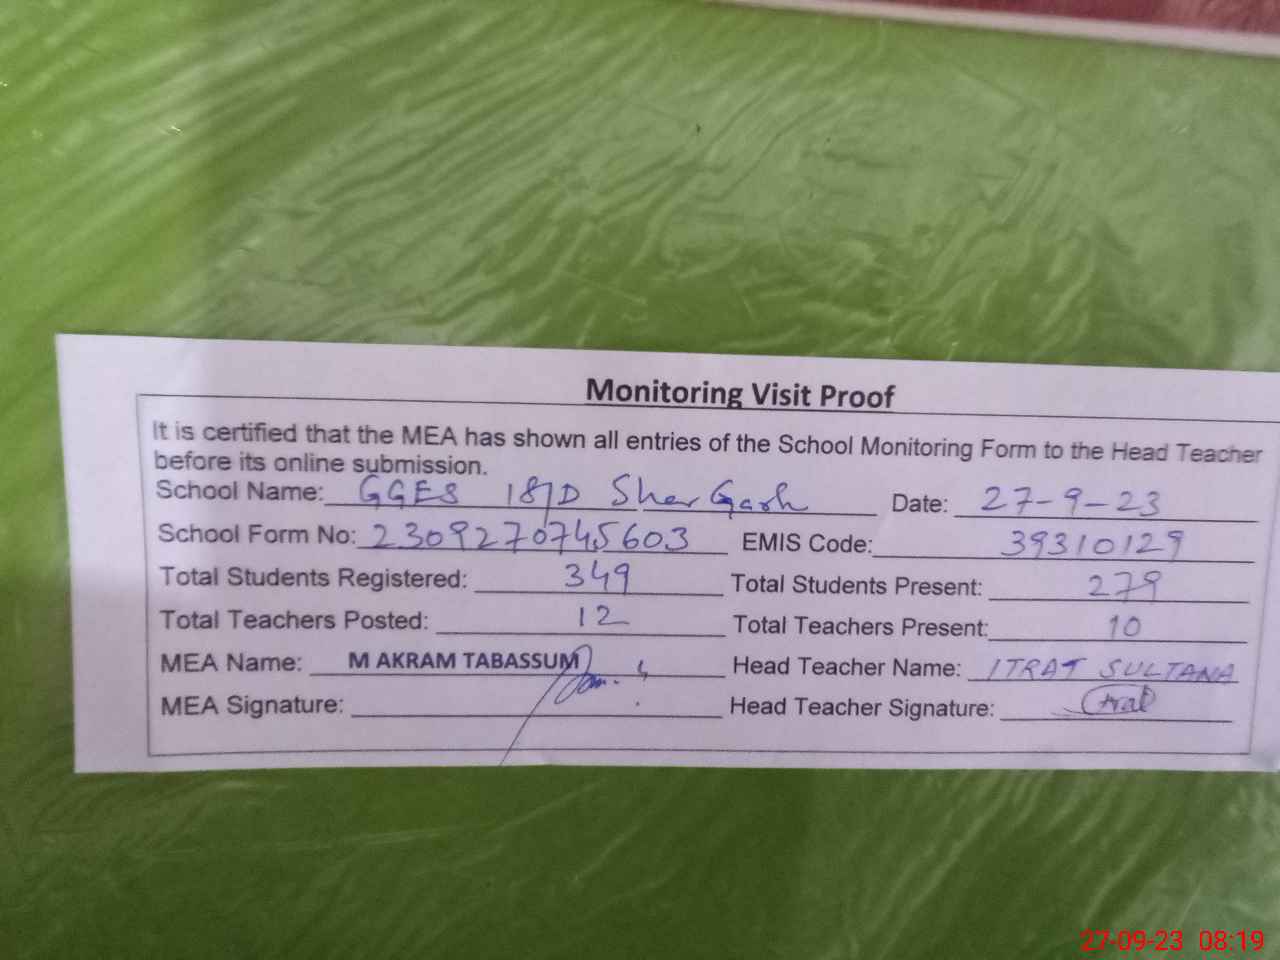 Monitoring Visit Proof
It is certified that the MEA has shown all entries of the School Monitoring Form to the Head Teacher
before its online submission.
School Name: GGES 18/D Sher Garh Date: 27-9-23
School Form No: 2309270745603 EMIS Code: 39310129
Total Students Registered: 349 Total Students Present: 279
Total Teachers Posted: 12 Total Teachers Present: 10
MEA Name: M AKRAM TABASSUM Head Teacher Name: ITRAT SULTANA
MEA Signature: Head Teacher Signature:
27-09-23 08:19